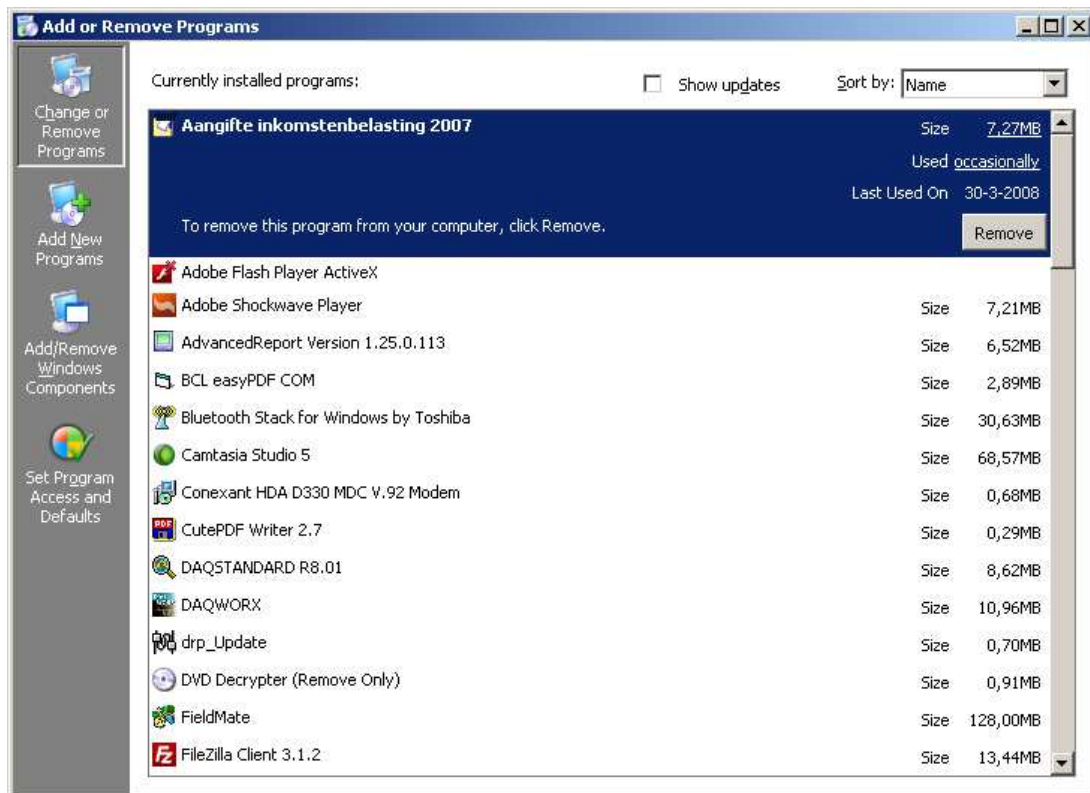 Add or Remove Programs
Change or
Remove
Programs
Add New
Programs
Add/Remove
Windows
Components
Set Program
Access and
Defaults
Currently installed programs:
Show updates
Sort by: Name
Aangifte inkomstenbelasting 2007 Size 7,27MB
Used occasionally
Last Used On 30-3-2008
To remove this program from your computer, click Remove. Remove
Adobe Flash Player ActiveX
Adobe Shockwave Player Size 7,21MB
AdvancedReport Version 1.25.0.113 Size 6,52MB
BCL easyPDF COM Size 2,89MB
Bluetooth Stack for Windows by Toshiba Size 30,63MB
Camtasia Studio 5 Size 68,57MB
Conexant HDA D330 MDC V.92 Modem Size 0,68MB
CutePDF Writer 2.7 Size 0,29MB
DAQSTANDARD R8.01 Size 8,62MB
DAQWORX Size 10,96MB
drp_Update Size 0,70MB
DVD Decrypter (Remove Only) Size 0,91MB
FieldMate Size 128,00MB
FileZilla Client 3.1.2 Size 13,44MB